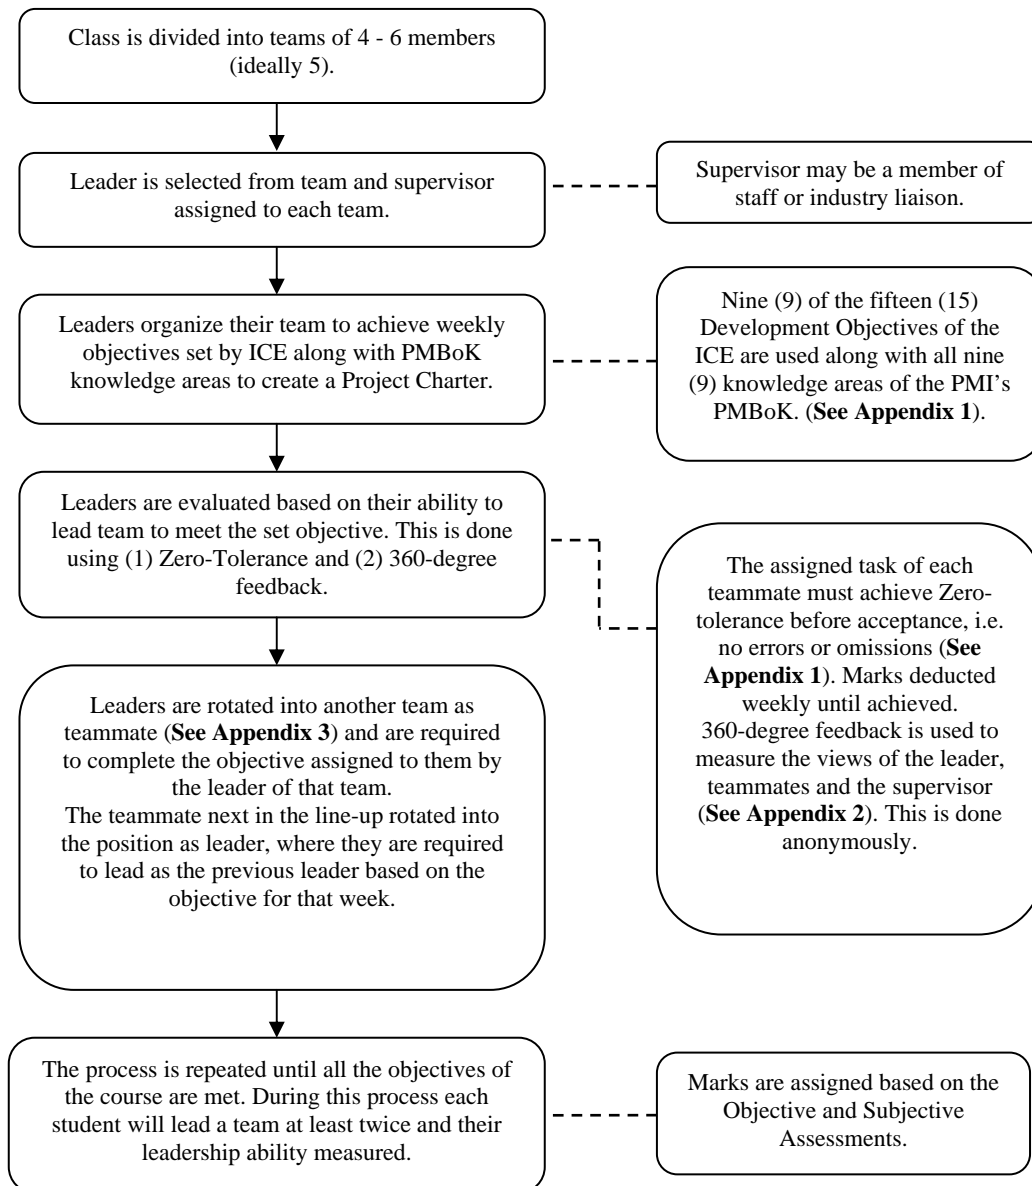 Class is divided into teams of 4 - 6 members
(ideally 5).
Leader is selected from team and supervisor
assigned to each team.
Supervisor may be a member of
staff or industry liaison.
Leaders organize their team to achieve weekly
objectives set by ICE along with PMBoK
knowledge areas to create a Project Charter.
Nine (9) of the fifteen (15)
Development Objectives of the
ICE are used along with all nine
(9) knowledge areas of the PMI’s
PMBoK. (See Appendix 1).
Leaders are evaluated based on their ability to
lead team to meet the set objective. This is done
using (1) Zero-Tolerance and (2) 360-degree
feedback.
The assigned task of each
teammate must achieve Zero-
tolerance before acceptance, i.e.
no errors or omissions (See
Appendix 1). Marks deducted
weekly until achieved.
360-degree feedback is used to
measure the views of the leader,
teammates and the supervisor
(See Appendix 2). This is done
anonymously.
Leaders are rotated into another team as
teammate (See Appendix 3) and are required
to complete the objective assigned to them by
the leader of that team.
The teammate next in the line-up rotated into
the position as leader, where they are required
to lead as the previous leader based on the
objective for that week.
The process is repeated until all the objectives of
the course are met. During this process each
student will lead a team at least twice and their
leadership ability measured.
Marks are assigned based on the
Objective and Subjective
Assessments.